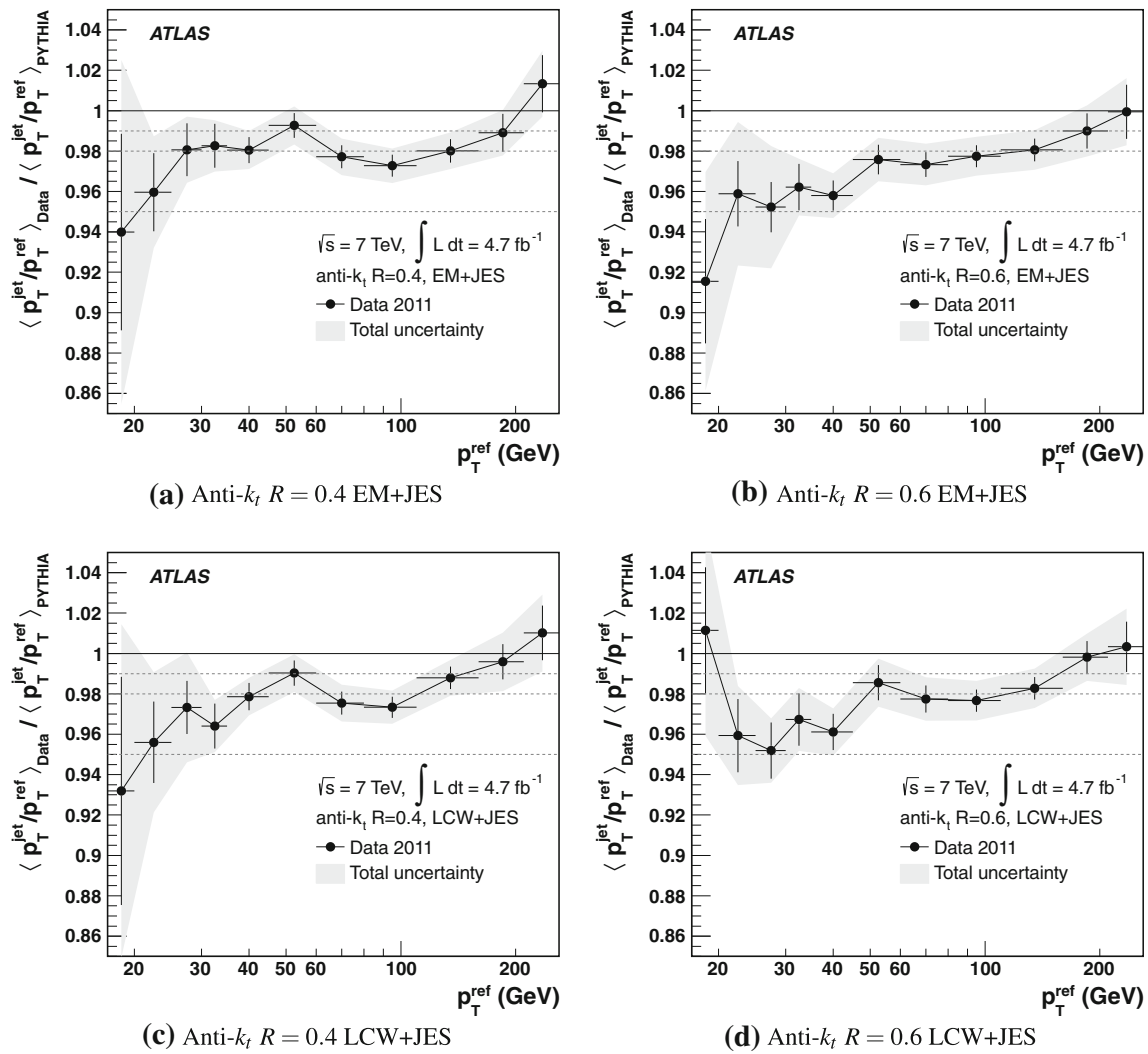 ATLAS
⟨ p_T^jet/p_T^ref ⟩_Data / ⟨ p_T^jet/p_T^ref ⟩_PYTHIA
1.04
1.02
1
0.98
0.96
0.94
0.92
0.9
0.88
0.86
√s = 7 TeV, ∫ L dt = 4.7 fb^-1
anti-k_t R=0.4, EM+JES
Data 2011
Total uncertainty
20 30 40 50 60 100 200
p_T^ref (GeV)
(a) Anti-k_t R = 0.4 EM+JES
ATLAS
⟨ p_T^jet/p_T^ref ⟩_Data / ⟨ p_T^jet/p_T^ref ⟩_PYTHIA
1.04
1.02
1
0.98
0.96
0.94
0.92
0.9
0.88
0.86
√s = 7 TeV, ∫ L dt = 4.7 fb^-1
anti-k_t R=0.6, EM+JES
Data 2011
Total uncertainty
20 30 40 50 60 100 200
p_T^ref (GeV)
(b) Anti-k_t R = 0.6 EM+JES
ATLAS
⟨ p_T^jet/p_T^ref ⟩_Data / ⟨ p_T^jet/p_T^ref ⟩_PYTHIA
1.04
1.02
1
0.98
0.96
0.94
0.92
0.9
0.88
0.86
√s = 7 TeV, ∫ L dt = 4.7 fb^-1
anti-k_t R=0.4, LCW+JES
Data 2011
Total uncertainty
20 30 40 50 60 100 200
p_T^ref (GeV)
(c) Anti-k_t R = 0.4 LCW+JES
ATLAS
⟨ p_T^jet/p_T^ref ⟩_Data / ⟨ p_T^jet/p_T^ref ⟩_PYTHIA
1.04
1.02
1
0.98
0.96
0.94
0.92
0.9
0.88
0.86
√s = 7 TeV, ∫ L dt = 4.7 fb^-1
anti-k_t R=0.6, LCW+JES
Data 2011
Total uncertainty
20 30 40 50 60 100 200
p_T^ref (GeV)
(d) Anti-k_t R = 0.6 LCW+JES